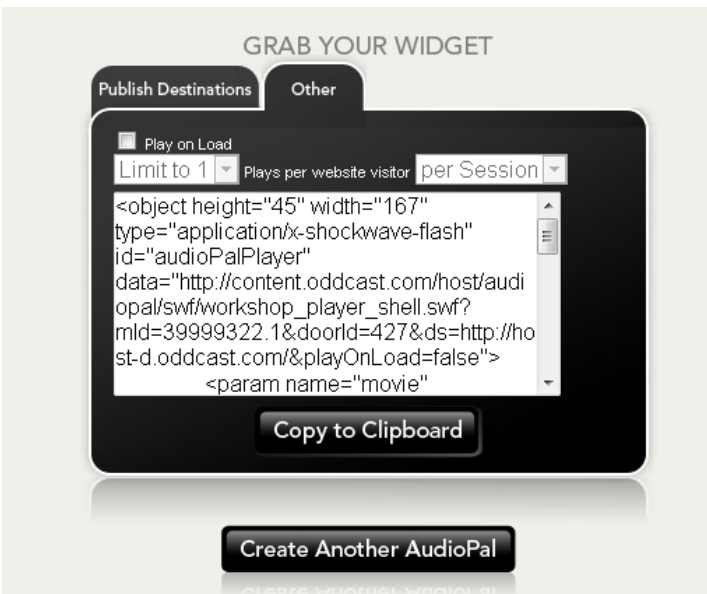 GRAB YOUR WIDGET
Publish Destinations Other
Play on Load
Limit to 1 Plays per website visitor per Session
<object height="45" width="167"
type="application/x-shockwave-flash"
id="audioPalPlayer"
data="http://content.oddcast.com/host/audi
opal/swf/workshop_player_shell.swf?
mId=39999322.1&doorId=427&ds=http://ho
st-d.oddcast.com/&playOnLoad=false">
<param name="movie"
Copy to Clipboard
Create Another AudioPal